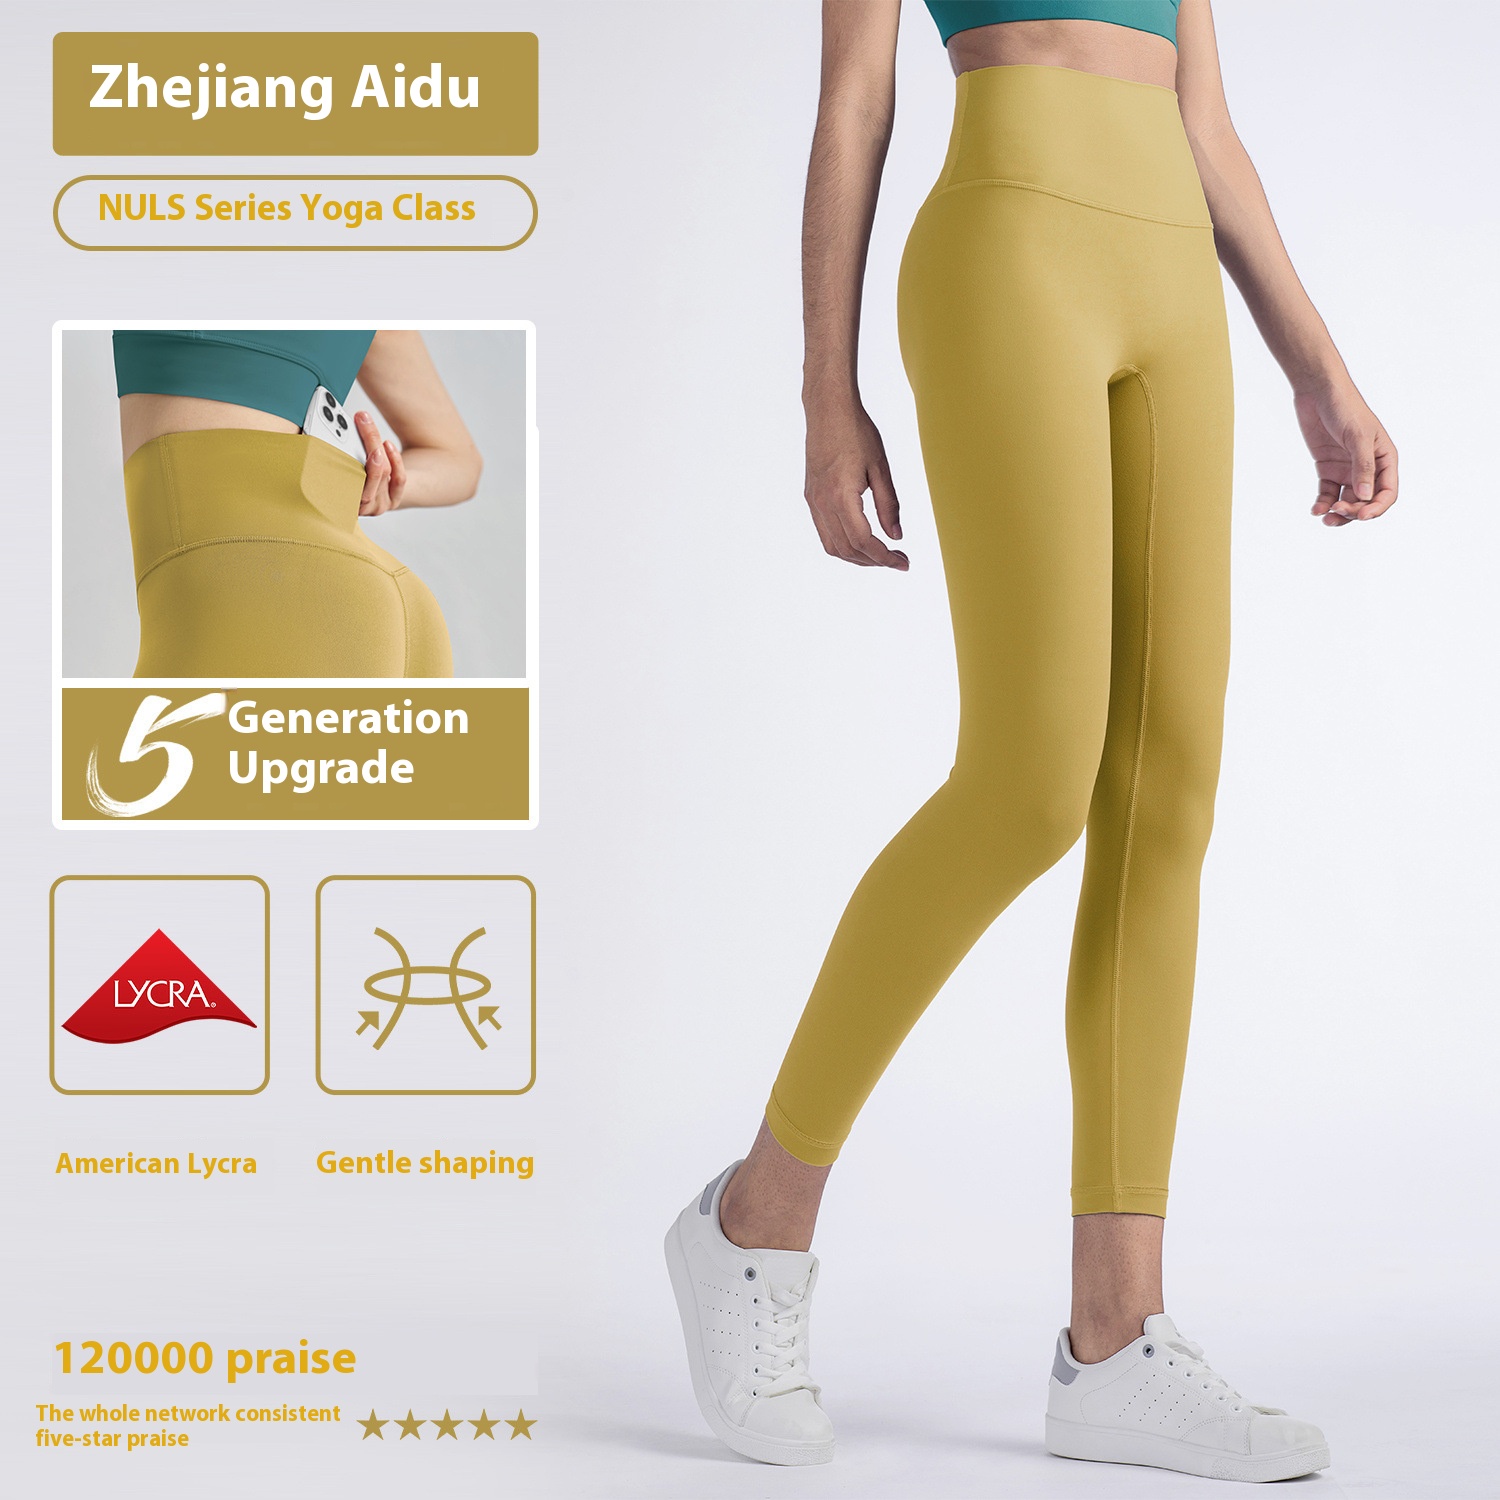 Zhejiang Aidu
NULS Series Yoga Class
5 Generation
Upgrade
LYCRA®
American Lycra
Gentle shaping
120000 praise
The whole network consistent
five-star praise